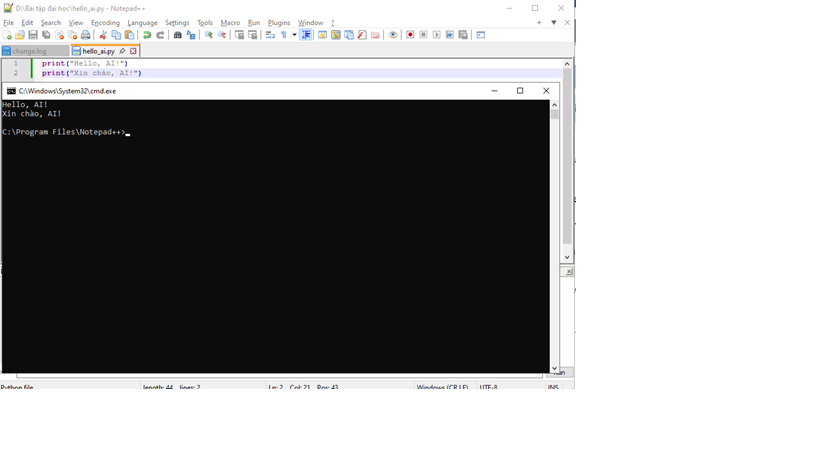 D:\Bài tập đại học\hello_ai.py - Notepad++
File Edit Search View Encoding Language Settings Tools Macro Run Plugins Window ?
change.log hello_ai.py
1 print("Hello, AI!")
2 print("Xin chào, AI!")
C:\Windows\System32\cmd.exe
Hello, AI!
Xin chào, AI!
C:\Program Files\Notepad++>
Python file length: 44 lines: 2 Ln: 2 Col: 21 Pos: 43 Windows (CR LF) UTF-8 INS